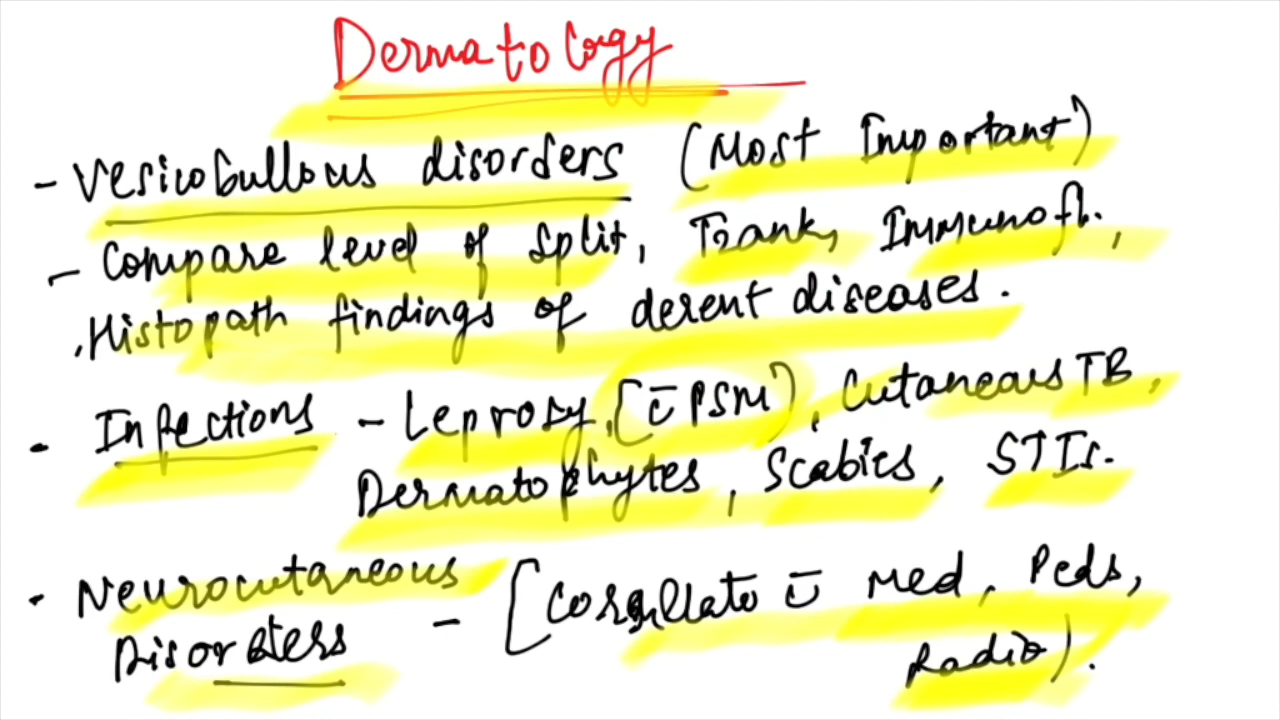 Dermatology
- Vesicobullous disorders (Most Important)
- Compare level of split, Tzank, Immunofl.,
. Histopath findings of derent diseases.
. Infections - Leprosy, [c̄ PSM), Cutaneous TB,
Dermatophytes, Scabies, STIs.
. Neurocutaneous - [Correllate c̄ Med, Peds,
Disorders Radio).